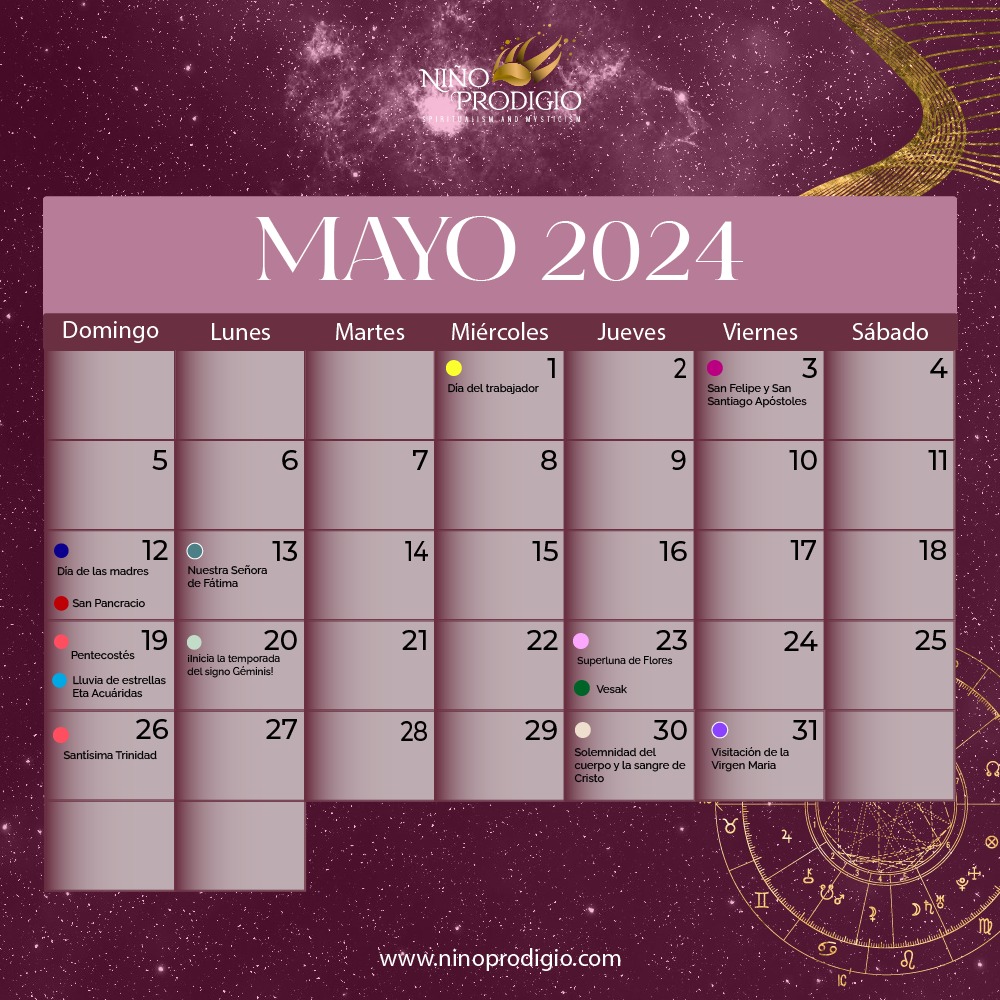 NIÑO
PRODIGIO
SPIRITUALISM AND MYSTICISM
MAYO 2024
Domingo Lunes Martes Miércoles Jueves Viernes Sábado
1 2 3 4
Día del trabajador
San Felipe y San
Santiago Apóstoles
5 6 7 8 9 10 11
12 13 14 15 16 17 18
Día de las madres
San Pancracio
Nuestra Señora
de Fátima
19 20 21 22 23 24 25
Pentecostés
Lluvia de estrellas
Eta Acuáridas
¡Inicia la temporada
del signo Géminis!
Superluna de Flores
Vesak
26 27 28 29 30 31
Santísima Trinidad
Solemnidad del
cuerpo y la sangre de
Cristo
Visitación de la
Virgen Maria
IC
www.ninoprodigio.com